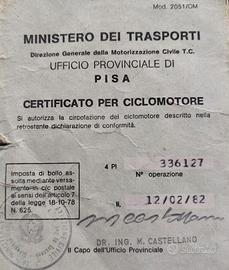 Mod. 2051/OM
MINISTERO DEI TRASPORTI
Direzione Generale della Motorizzazione Civile T.C.
UFFICIO PROVINCIALE DI
PISA
CERTIFICATO PER CICLOMOTORE
Si autorizza la circolazione del ciclomotore descritto nella
retrostante dichiarazione di conformità.
imposta di bollo as-
solta mediante versa-
mento in c/c postale
ai sensi dell'articolo 7
della legge 18-10-78
N. 625.
4 PI 336127
N° operazione
li, 12/02/82
DR. ING. M. CASTELLANO
Il Capo dell'Ufficio Provinciale
subito